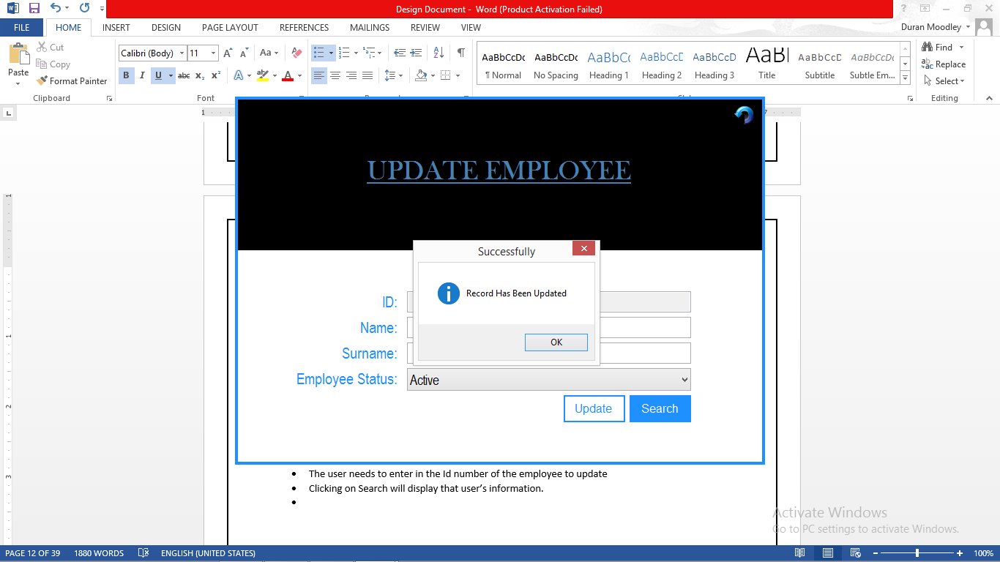 Design Document - Word (Product Activation Failed)
FILE HOME INSERT DESIGN PAGE LAYOUT REFERENCES MAILINGS REVIEW VIEW Duran Moodley
Cut
Copy
Format Painter
Paste
Clipboard
Calibri (Body) 11
Font
AaBbCcDc AaBbCcDc AaBbCc AaBbCcD AaBbCcD AaBl AaBbCcD AaBbCcDc
¶ Normal No Spacing Heading 1 Heading 2 Heading 3 Title Subtitle Subtle Em...
Find
Replace
Select
Editing
UPDATE EMPLOYEE
Successfully
Record Has Been Updated
OK
ID:
Name:
Surname:
Employee Status: Active
Update Search
• The user needs to enter in the Id number of the employee to update
• Clicking on Search will display that user's information.
•
Activate Windows
Go to PC settings to activate Windows.
PAGE 12 OF 39 1880 WORDS ENGLISH (UNITED STATES) 100%